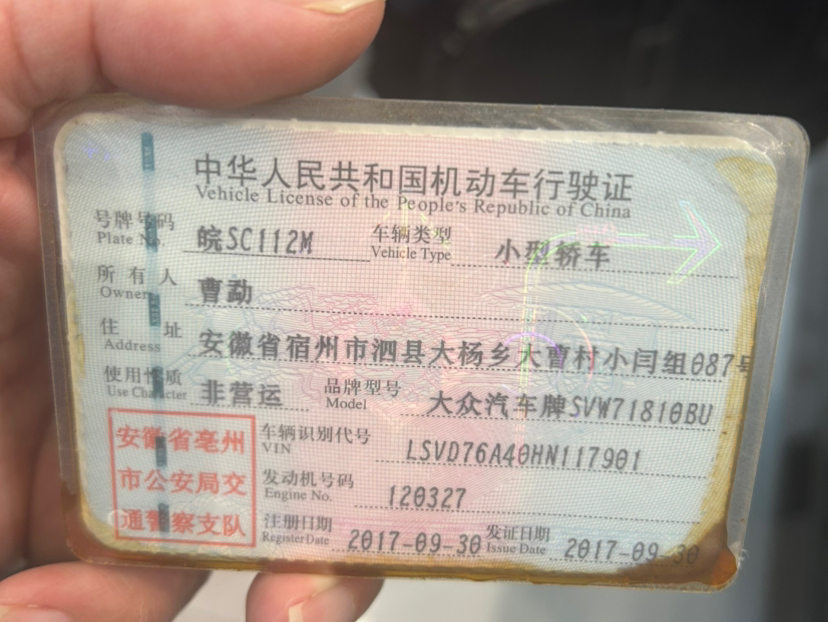 中华人民共和国机动车行驶证
Vehicle License of the People's Republic of China
号牌号码 皖SC112M 车辆类型 小型轿车
Plate No. Vehicle Type
所有人 曹勐
Owner
住址 安徽省宿州市泗县大杨乡大曹村小闫组087号
Address
使用性质 非营运 品牌型号 大众汽车牌SVW71810BU
Use Character Model
安徽省亳州 车辆识别代号 LSVD76A40HN117901
VIN
市公安局交 发动机号码 120327
Engine No.
通警察支队 注册日期 2017-09-30 发证日期 2017-09-30
Register Date Issue Date